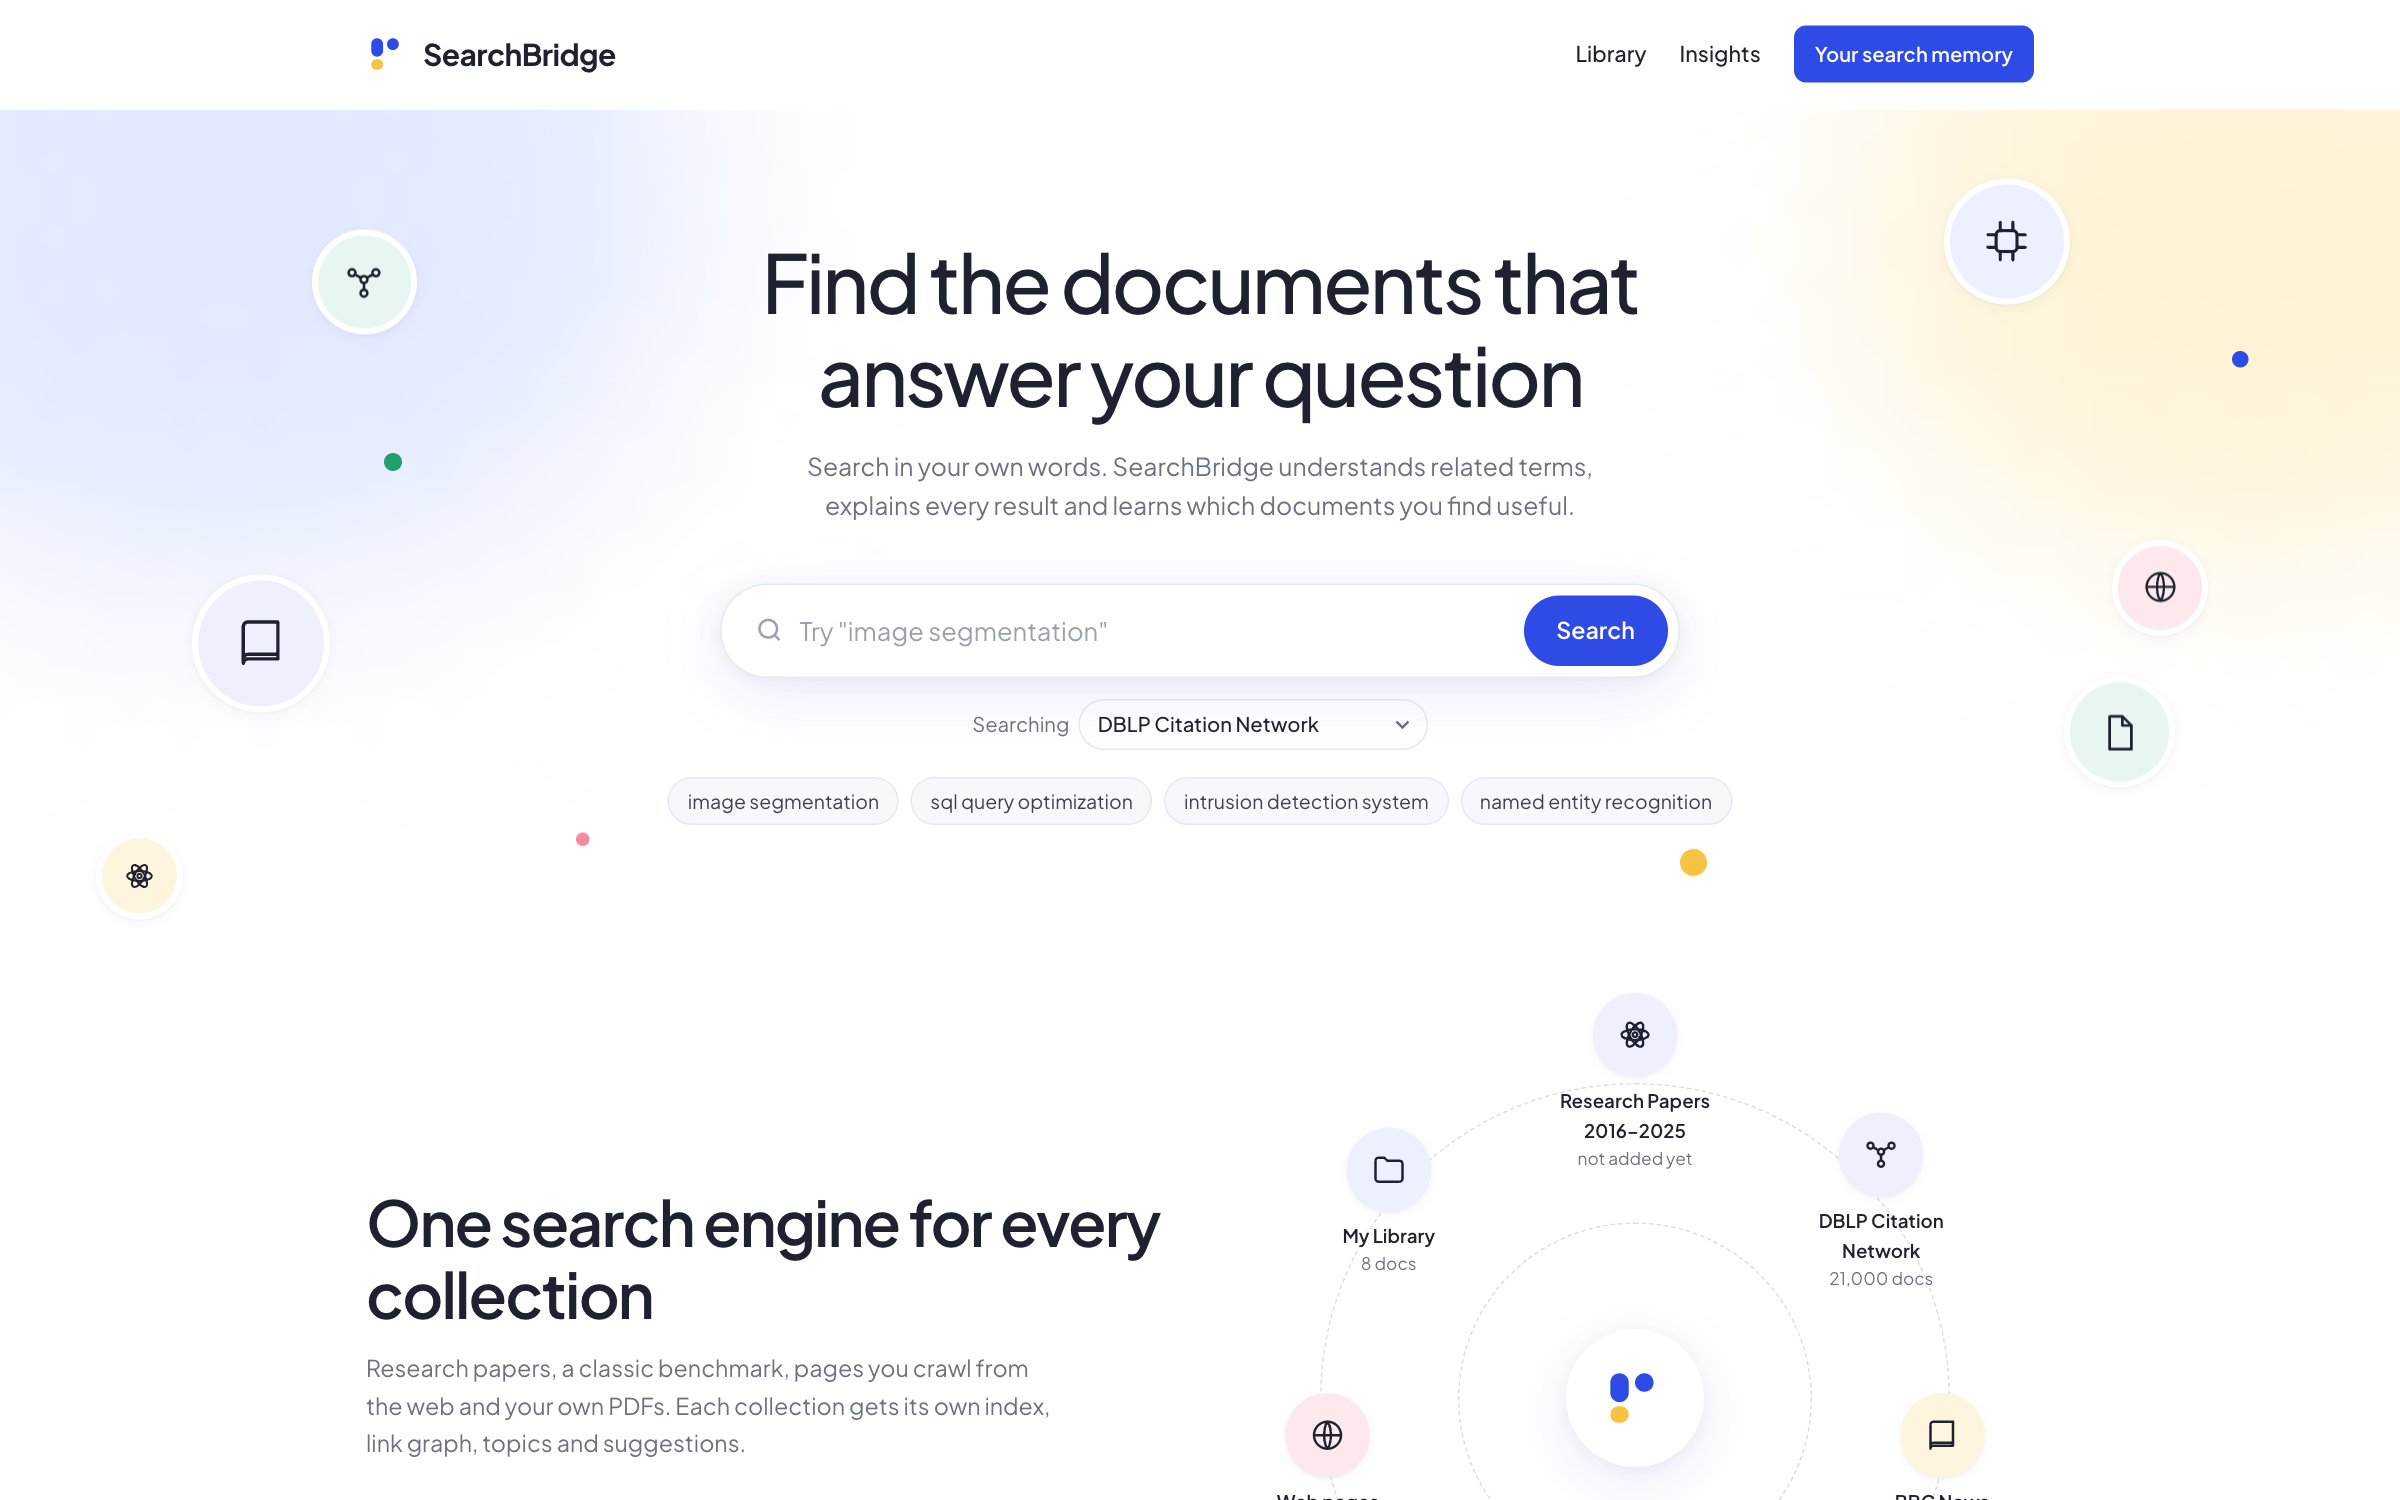 SearchBridge
Library
Insights
Your search memory
Find the documents that
answer your question
Search in your own words. SearchBridge understands related terms,
explains every result and learns which documents you find useful.
Try "image segmentation"
Search
Searching
DBLP Citation Network
image segmentation
sql query optimization
intrusion detection system
named entity recognition
One search engine for every
collection
Research papers, a classic benchmark, pages you crawl from
the web and your own PDFs. Each collection gets its own index,
link graph, topics and suggestions.
Research Papers
2016–2025
not added yet
My Library
8 docs
DBLP Citation
Network
21,000 docs
Web pages
BBC News